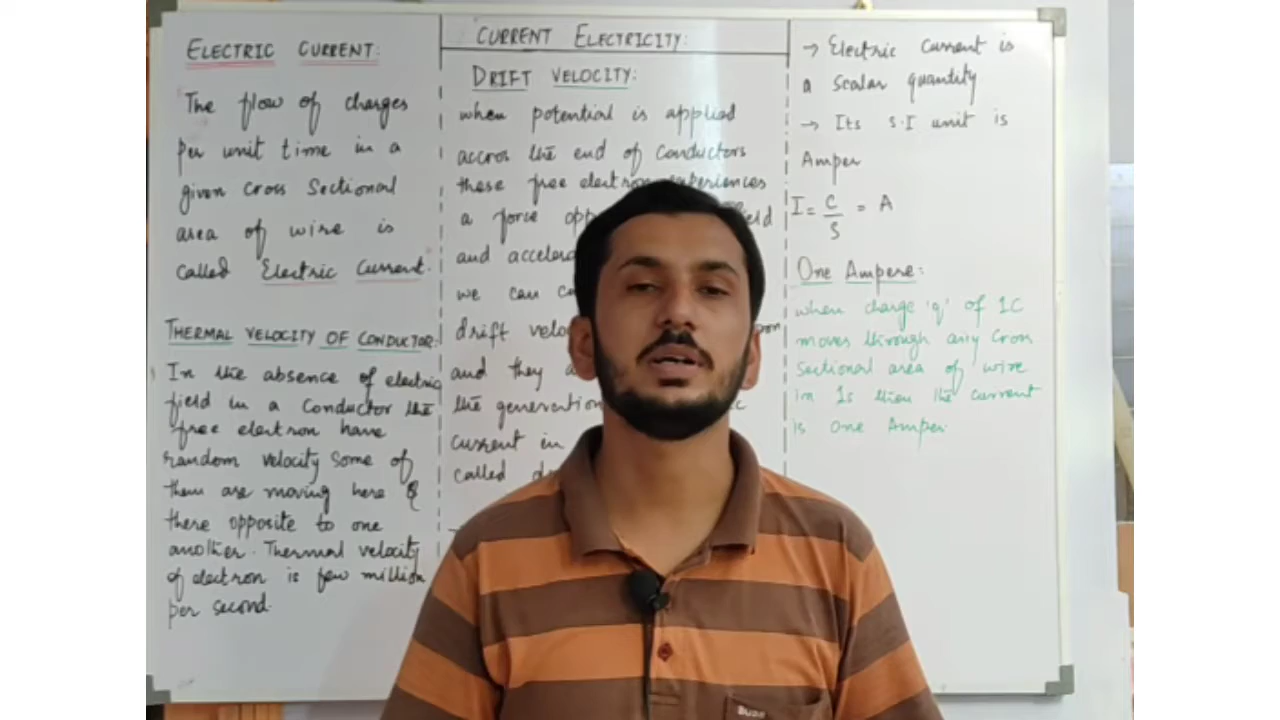 ELECTRIC CURRENT:
The flow of charges
per unit time in a
given cross sectional
area of wire is
called Electric Current.
THERMAL VELOCITY OF CONDUCTOR:
In the absence of electric
field in a conductor the
free electron have
random velocity some of
them are moving here &
there opposite to one
another. Thermal velocity
of electron is few million
per second.
CURRENT ELECTRICITY:
DRIFT VELOCITY:
when potential is applied
accros the end of conductors
these free electron experiences
a force
and
we can
drift
and they
the generation
current in
called
→ Electric current is
a scalar quantity
→ Its S.I unit is
Amper
I = C/S = A
One Ampere:
when charge 'q' of 1C
moves through any cross
sectional area of wire
in 1s then the current
is One Amper